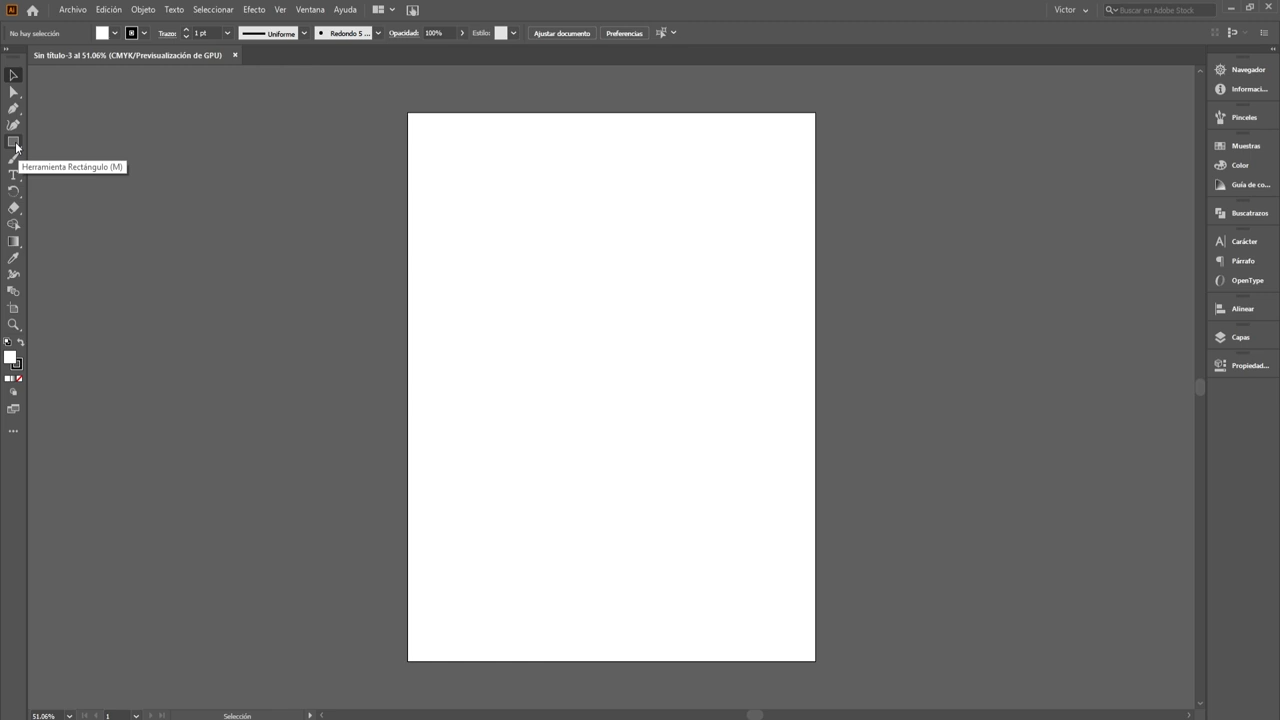 Ai Archivo Edición Objeto Texto Seleccionar Efecto Ver Ventana Ayuda Victor Buscar en Adobe Stock
No hay selección Trazo: 1 pt Uniforme Redondo 5 ... Opacidad: 100% Estilo: Ajustar documento Preferencias
Sin título-3 al 51.06% (CMYK/Previsualización de GPU)
Navegador
Informaci...
Pinceles
Muestras
Herramienta Rectángulo (M)
Color
Guía de co...
Buscatrazos
Carácter
Párrafo
OpenType
Alinear
Capas
Propiedad...
51.06% 1 Selección